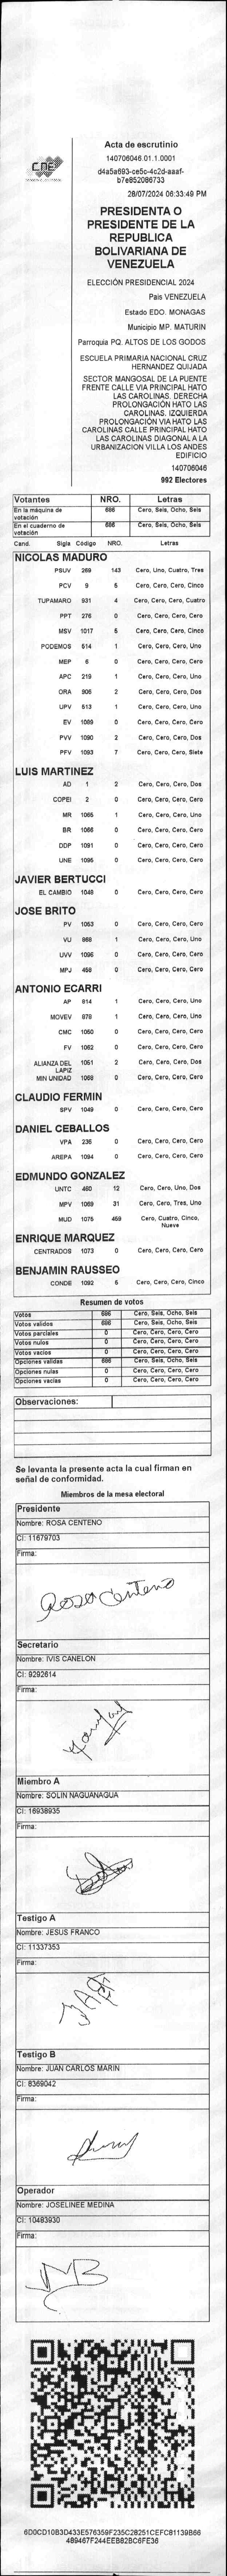 CNE
Acta de escrutinio
140706046.01.1.0001
d4a5a693-ce5c-4c2d-aaaf-
b7e852086733
28/07/2024 06:33:49 PM
PRESIDENTA O
PRESIDENTE DE LA
REPUBLICA
BOLIVARIANA DE
VENEZUELA
ELECCIÓN PRESIDENCIAL 2024
Pais VENEZUELA
Estado EDO. MONAGAS
Municipio MP. MATURIN
Parroquia PQ. ALTOS DE LOS GODOS
ESCUELA PRIMARIA NACIONAL CRUZ
HERNANDEZ QUIJADA
SECTOR MANGOSAL DE LA PUENTE
FRENTE CALLE VIA PRINCIPAL HATO
LAS CAROLINAS. DERECHA
PROLONGACIÓN HATO LAS
CAROLINAS. IZQUIERDA
PROLONGACIÓN VIA HATO LAS
CAROLINAS CALLE PRINCIPAL HATO
LAS CAROLINAS DIAGONAL A LA
URBANIZACION VILLA LOS ANDES
EDIFICIO
140706046
992 Electores
Votantes NRO. Letras
En la máquina de votación 686 Cero, Seis, Ocho, Seis
En el cuaderno de votación 686 Cero, Seis, Ocho, Seis
Cand. Sigla Código NRO. Letras
NICOLAS MADURO
PSUV 269 143 Cero, Uno, Cuatro, Tres
PCV 9 5 Cero, Cero, Cero, Cinco
TUPAMARO 931 4 Cero, Cero, Cero, Cuatro
PPT 276 0 Cero, Cero, Cero, Cero
MSV 1017 5 Cero, Cero, Cero, Cinco
PODEMOS 514 1 Cero, Cero, Cero, Uno
MEP 6 0 Cero, Cero, Cero, Cero
APC 219 1 Cero, Cero, Cero, Uno
ORA 906 2 Cero, Cero, Cero, Dos
UPV 513 1 Cero, Cero, Cero, Uno
EV 1089 0 Cero, Cero, Cero, Cero
PVV 1090 2 Cero, Cero, Cero, Dos
PFV 1093 7 Cero, Cero, Cero, Siete
LUIS MARTINEZ
AD 1 2 Cero, Cero, Cero, Dos
COPEI 2 0 Cero, Cero, Cero, Cero
MR 1065 1 Cero, Cero, Cero, Uno
BR 1066 0 Cero, Cero, Cero, Cero
DDP 1091 0 Cero, Cero, Cero, Cero
UNE 1095 0 Cero, Cero, Cero, Cero
JAVIER BERTUCCI
EL CAMBIO 1048 0 Cero, Cero, Cero, Cero
JOSE BRITO
PV 1053 0 Cero, Cero, Cero, Cero
VU 868 1 Cero, Cero, Cero, Uno
UVV 1096 0 Cero, Cero, Cero, Cero
MPJ 458 0 Cero, Cero, Cero, Cero
ANTONIO ECARRI
AP 814 1 Cero, Cero, Cero, Uno
MOVEV 878 1 Cero, Cero, Cero, Uno
CMC 1050 0 Cero, Cero, Cero, Cero
FV 1062 0 Cero, Cero, Cero, Cero
ALIANZA DEL LAPIZ 1051 2 Cero, Cero, Cero, Dos
MIN UNIDAD 1068 0 Cero, Cero, Cero, Cero
CLAUDIO FERMIN
SPV 1049 0 Cero, Cero, Cero, Cero
DANIEL CEBALLOS
VPA 235 0 Cero, Cero, Cero, Cero
AREPA 1094 0 Cero, Cero, Cero, Cero
EDMUNDO GONZALEZ
UNTC 460 12 Cero, Cero, Uno, Dos
MPV 1069 31 Cero, Cero, Tres, Uno
MUD 1075 459 Cero, Cuatro, Cinco, Nueve
ENRIQUE MARQUEZ
CENTRADOS 1073 0 Cero, Cero, Cero, Cero
BENJAMIN RAUSSEO
CONDE 1092 5 Cero, Cero, Cero, Cinco
Resumen de votos
Votos 686 Cero, Seis, Ocho, Seis
Votos validos 686 Cero, Seis, Ocho, Seis
Votos parciales 0 Cero, Cero, Cero, Cero
Votos nulos 0 Cero, Cero, Cero, Cero
Votos vacíos 0 Cero, Cero, Cero, Cero
Opciones validas 686 Cero, Seis, Ocho, Seis
Opciones nulas 0 Cero, Cero, Cero, Cero
Opciones vacias 0 Cero, Cero, Cero, Cero
Observaciones:
Se levanta la presente acta la cual firman en
señal de conformidad.
Miembros de la mesa electoral
Presidente
Nombre: ROSA CENTENO
CI: 11679703
Firma:
Rosa Centeno
Secretario
Nombre: IVIS CANELON
CI: 9292614
Firma:
Miembro A
Nombre: SOLIN NAGUANAGUA
CI: 16938935
Firma:
Testigo A
Nombre: JESUS FRANCO
CI: 11337353
Firma:
Testigo B
Nombre: JUAN CARLOS MARIN
CI: 8369042
Firma:
Operador
Nombre: JOSELINEE MEDINA
CI: 10483930
Firma:
6D0CD10B3D433E576359F235C28251CEFC81139B66
489467F244EEB82BC6FE36